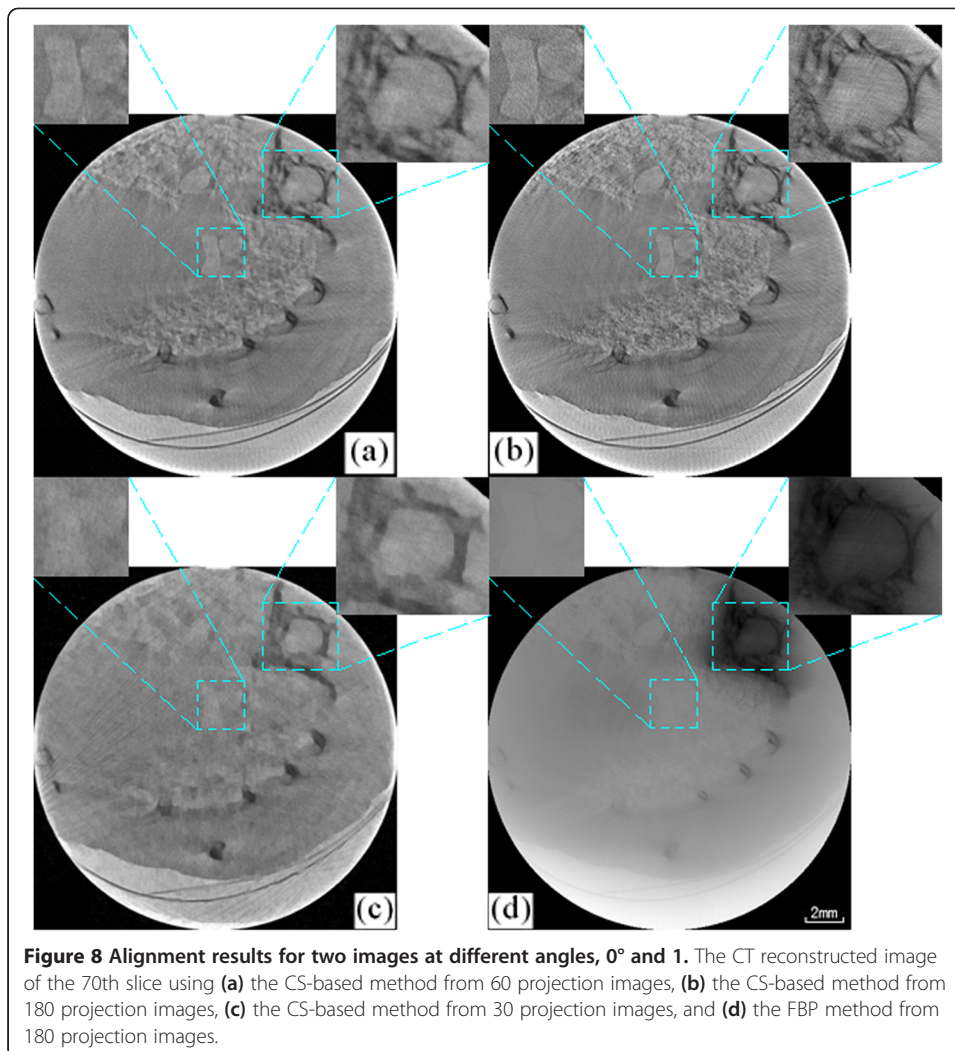 (a)
(b)
(c)
(d)
2mm
Figure 8 Alignment results for two images at different angles, 0° and 1. The CT reconstructed image
of the 70th slice using (a) the CS-based method from 60 projection images, (b) the CS-based method from
180 projection images, (c) the CS-based method from 30 projection images, and (d) the FBP method from
180 projection images.